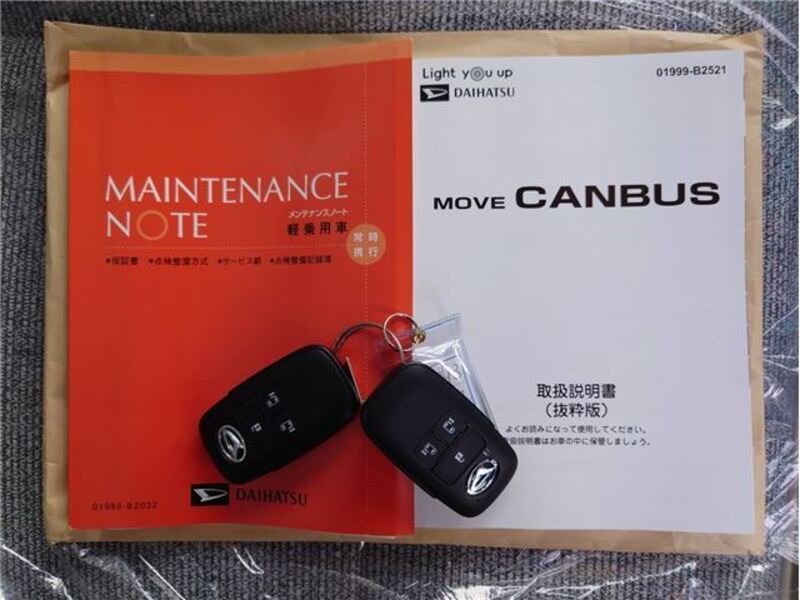 MAINTENANCE
NOTE
メンテナンスノート
軽乗用車
常時
携行
●保証書 ●点検整備方式 ●サービス網 ●点検整備記録簿
01985-B2032
DAIHATSU
Light you up
DAIHATSU
01999-B2521
MOVE CANBUS
取扱説明書
(抜粋版)
よくお読みになって使用してください。
取扱説明書はお車の中に保管しましょう。